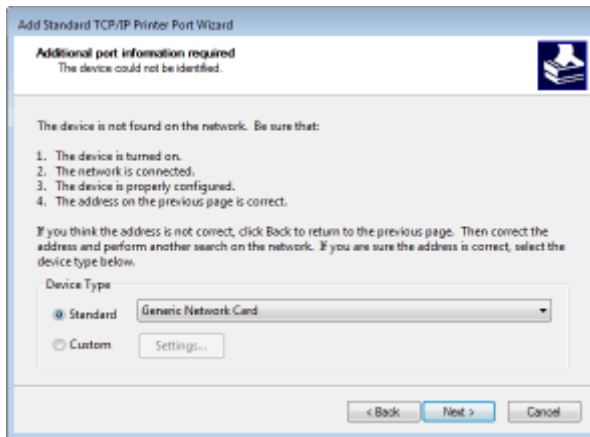 Add Standard TCP/IP Printer Port Wizard
Additional port information required
The device could not be identified.
The device is not found on the network.  Be sure that:
1.  The device is turned on.
2.  The network is connected.
3.  The device is properly configured.
4.  The address on the previous page is correct.
If you think the address is not correct, click Back to return to the previous page.  Then correct the
address and perform another search on the network.  If you are sure the address is correct, select the
device type below.
Device Type
Standard
Generic Network Card
Custom
Settings...
< Back
Next >
Cancel